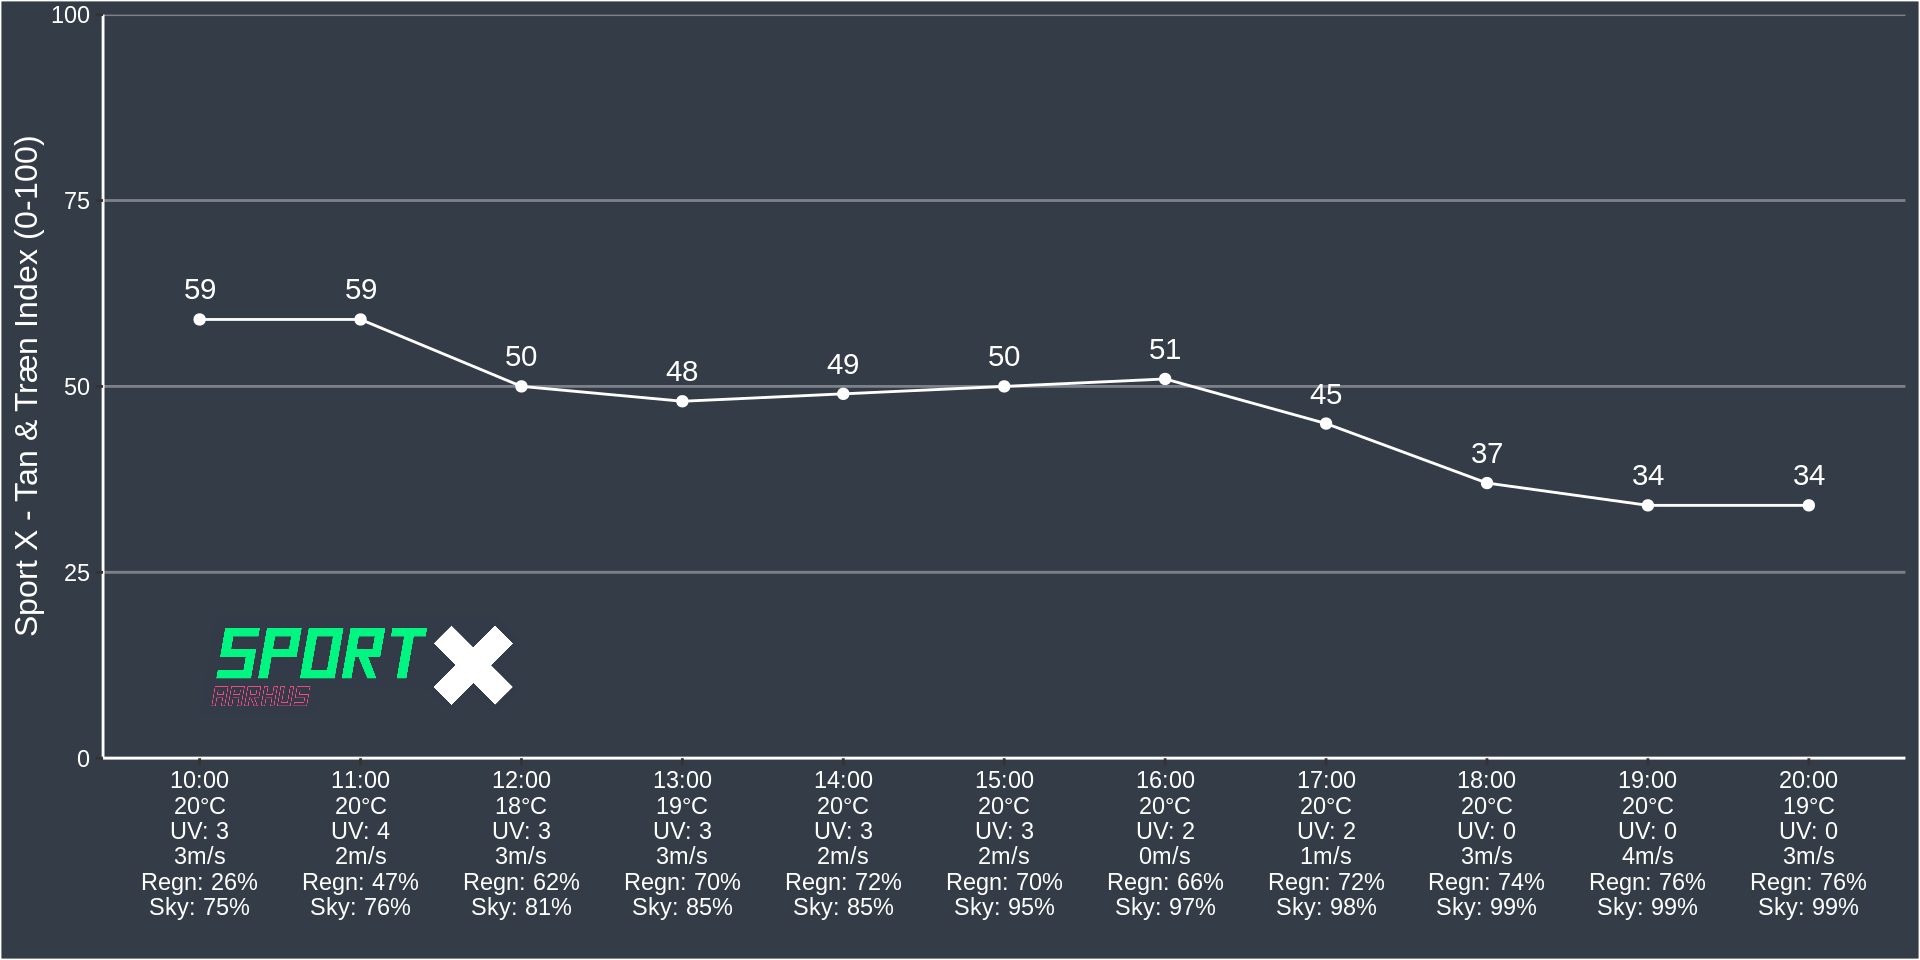 Sport X - Tan & Træn Index (0-100)
100
75
50
25
0
59
59
50
48
49
50
51
45
37
34
34
SPORT X
AARHUS
10:00 11:00 12:00 13:00 14:00 15:00 16:00 17:00 18:00 19:00 20:00
20°C 20°C 18°C 19°C 20°C 20°C 20°C 20°C 20°C 20°C 19°C
UV: 3 UV: 4 UV: 3 UV: 3 UV: 3 UV: 3 UV: 2 UV: 2 UV: 0 UV: 0 UV: 0
3m/s 2m/s 3m/s 3m/s 2m/s 2m/s 0m/s 1m/s 3m/s 4m/s 3m/s
Regn: 26% Regn: 47% Regn: 62% Regn: 70% Regn: 72% Regn: 70% Regn: 66% Regn: 72% Regn: 74% Regn: 76% Regn: 76%
Sky: 75% Sky: 76% Sky: 81% Sky: 85% Sky: 85% Sky: 95% Sky: 97% Sky: 98% Sky: 99% Sky: 99% Sky: 99%